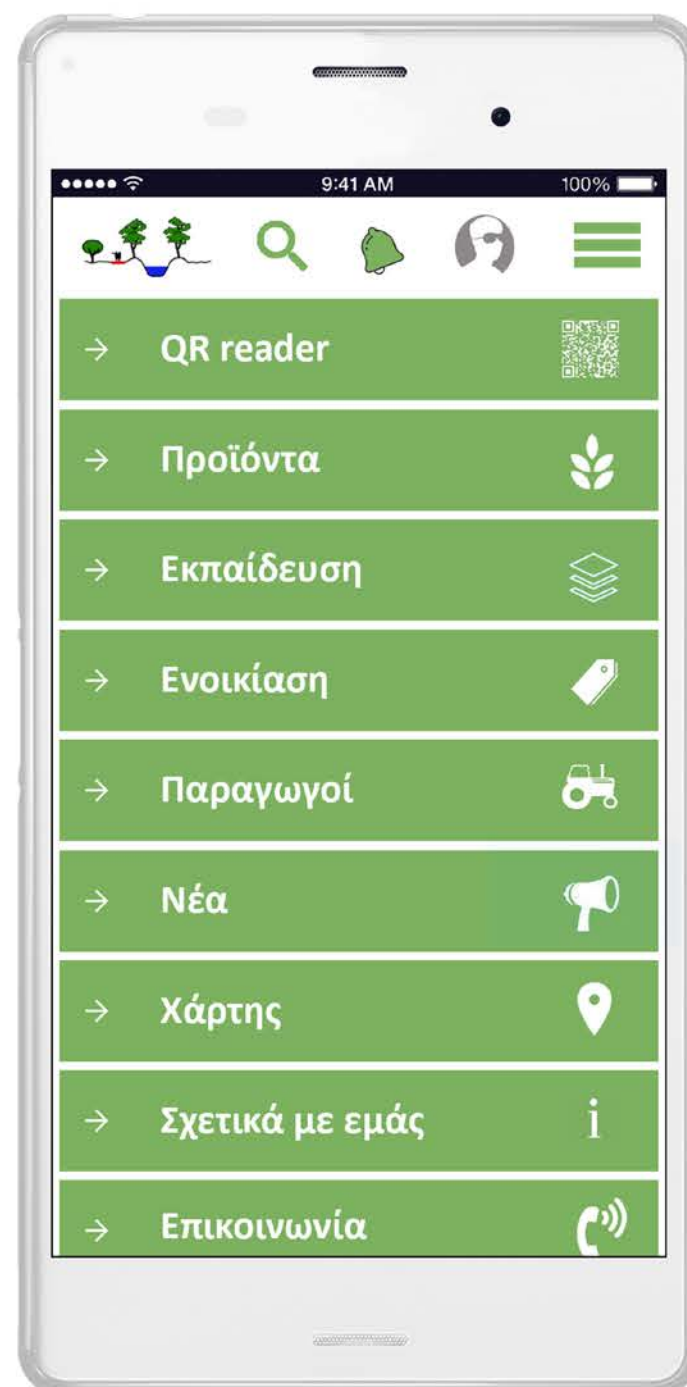 9:41 AM 100%
QR reader
Προϊόντα
Εκπαίδευση
Ενοικίαση
Παραγωγοί
Νέα
Χάρτης
Σχετικά με εμάς
i
Επικοινωνία